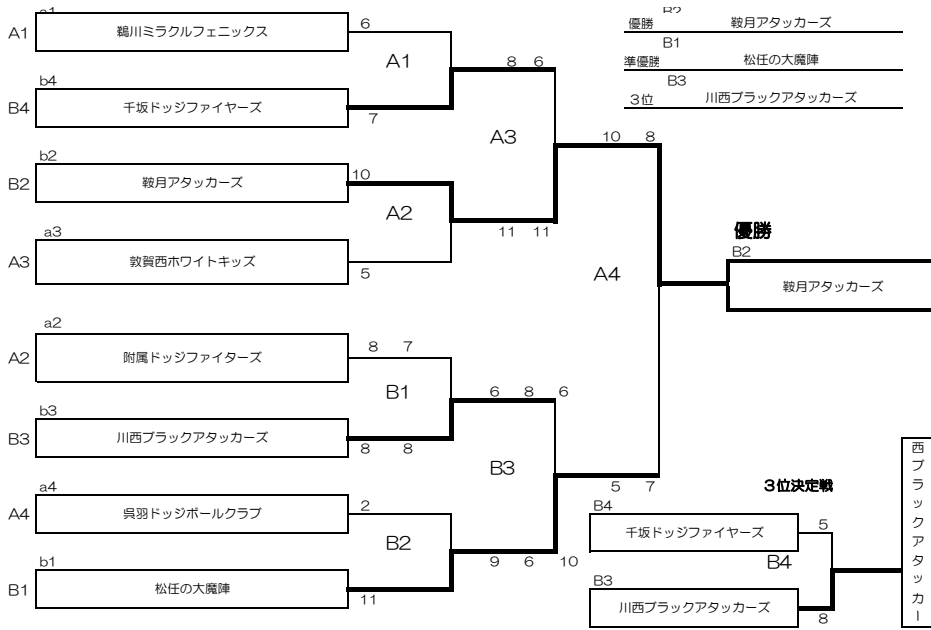 a1
A1 鵜川ミラクルフェニックス 6
A1
b4
B4 千坂ドッジファイヤーズ 7
8 6
A3
b2
B2 鞍月アタッカーズ 10
A2
11 11
a3
A3 敦賀西ホワイトキッズ 5
10 8
A4
a2
A2 附属ドッジファイターズ 8 7
B1
b3
B3 川西ブラックアタッカーズ 8 8
6 8 6
B3
a4
A4 呉羽ドッジボールクラブ 2
B2
b1
B1 松任の大魔陣 11
9 6 10
5 7
B2
優勝 鞍月アタッカーズ
B1
準優勝 松任の大魔陣
B3
3位 川西ブラックアタッカーズ
優勝
B2
鞍月アタッカーズ
3位決定戦
B4
千坂ドッジファイヤーズ 5
B4
B3
川西ブラックアタッカーズ 8
西ブラックアタッカー